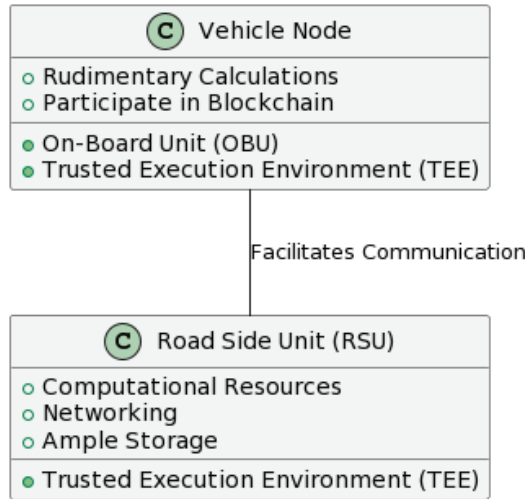 C Vehicle Node
Rudimentary Calculations
Participate in Blockchain
On-Board Unit (OBU)
Trusted Execution Environment (TEE)
Facilitates Communication
C Road Side Unit (RSU)
Computational Resources
Networking
Ample Storage
Trusted Execution Environment (TEE)